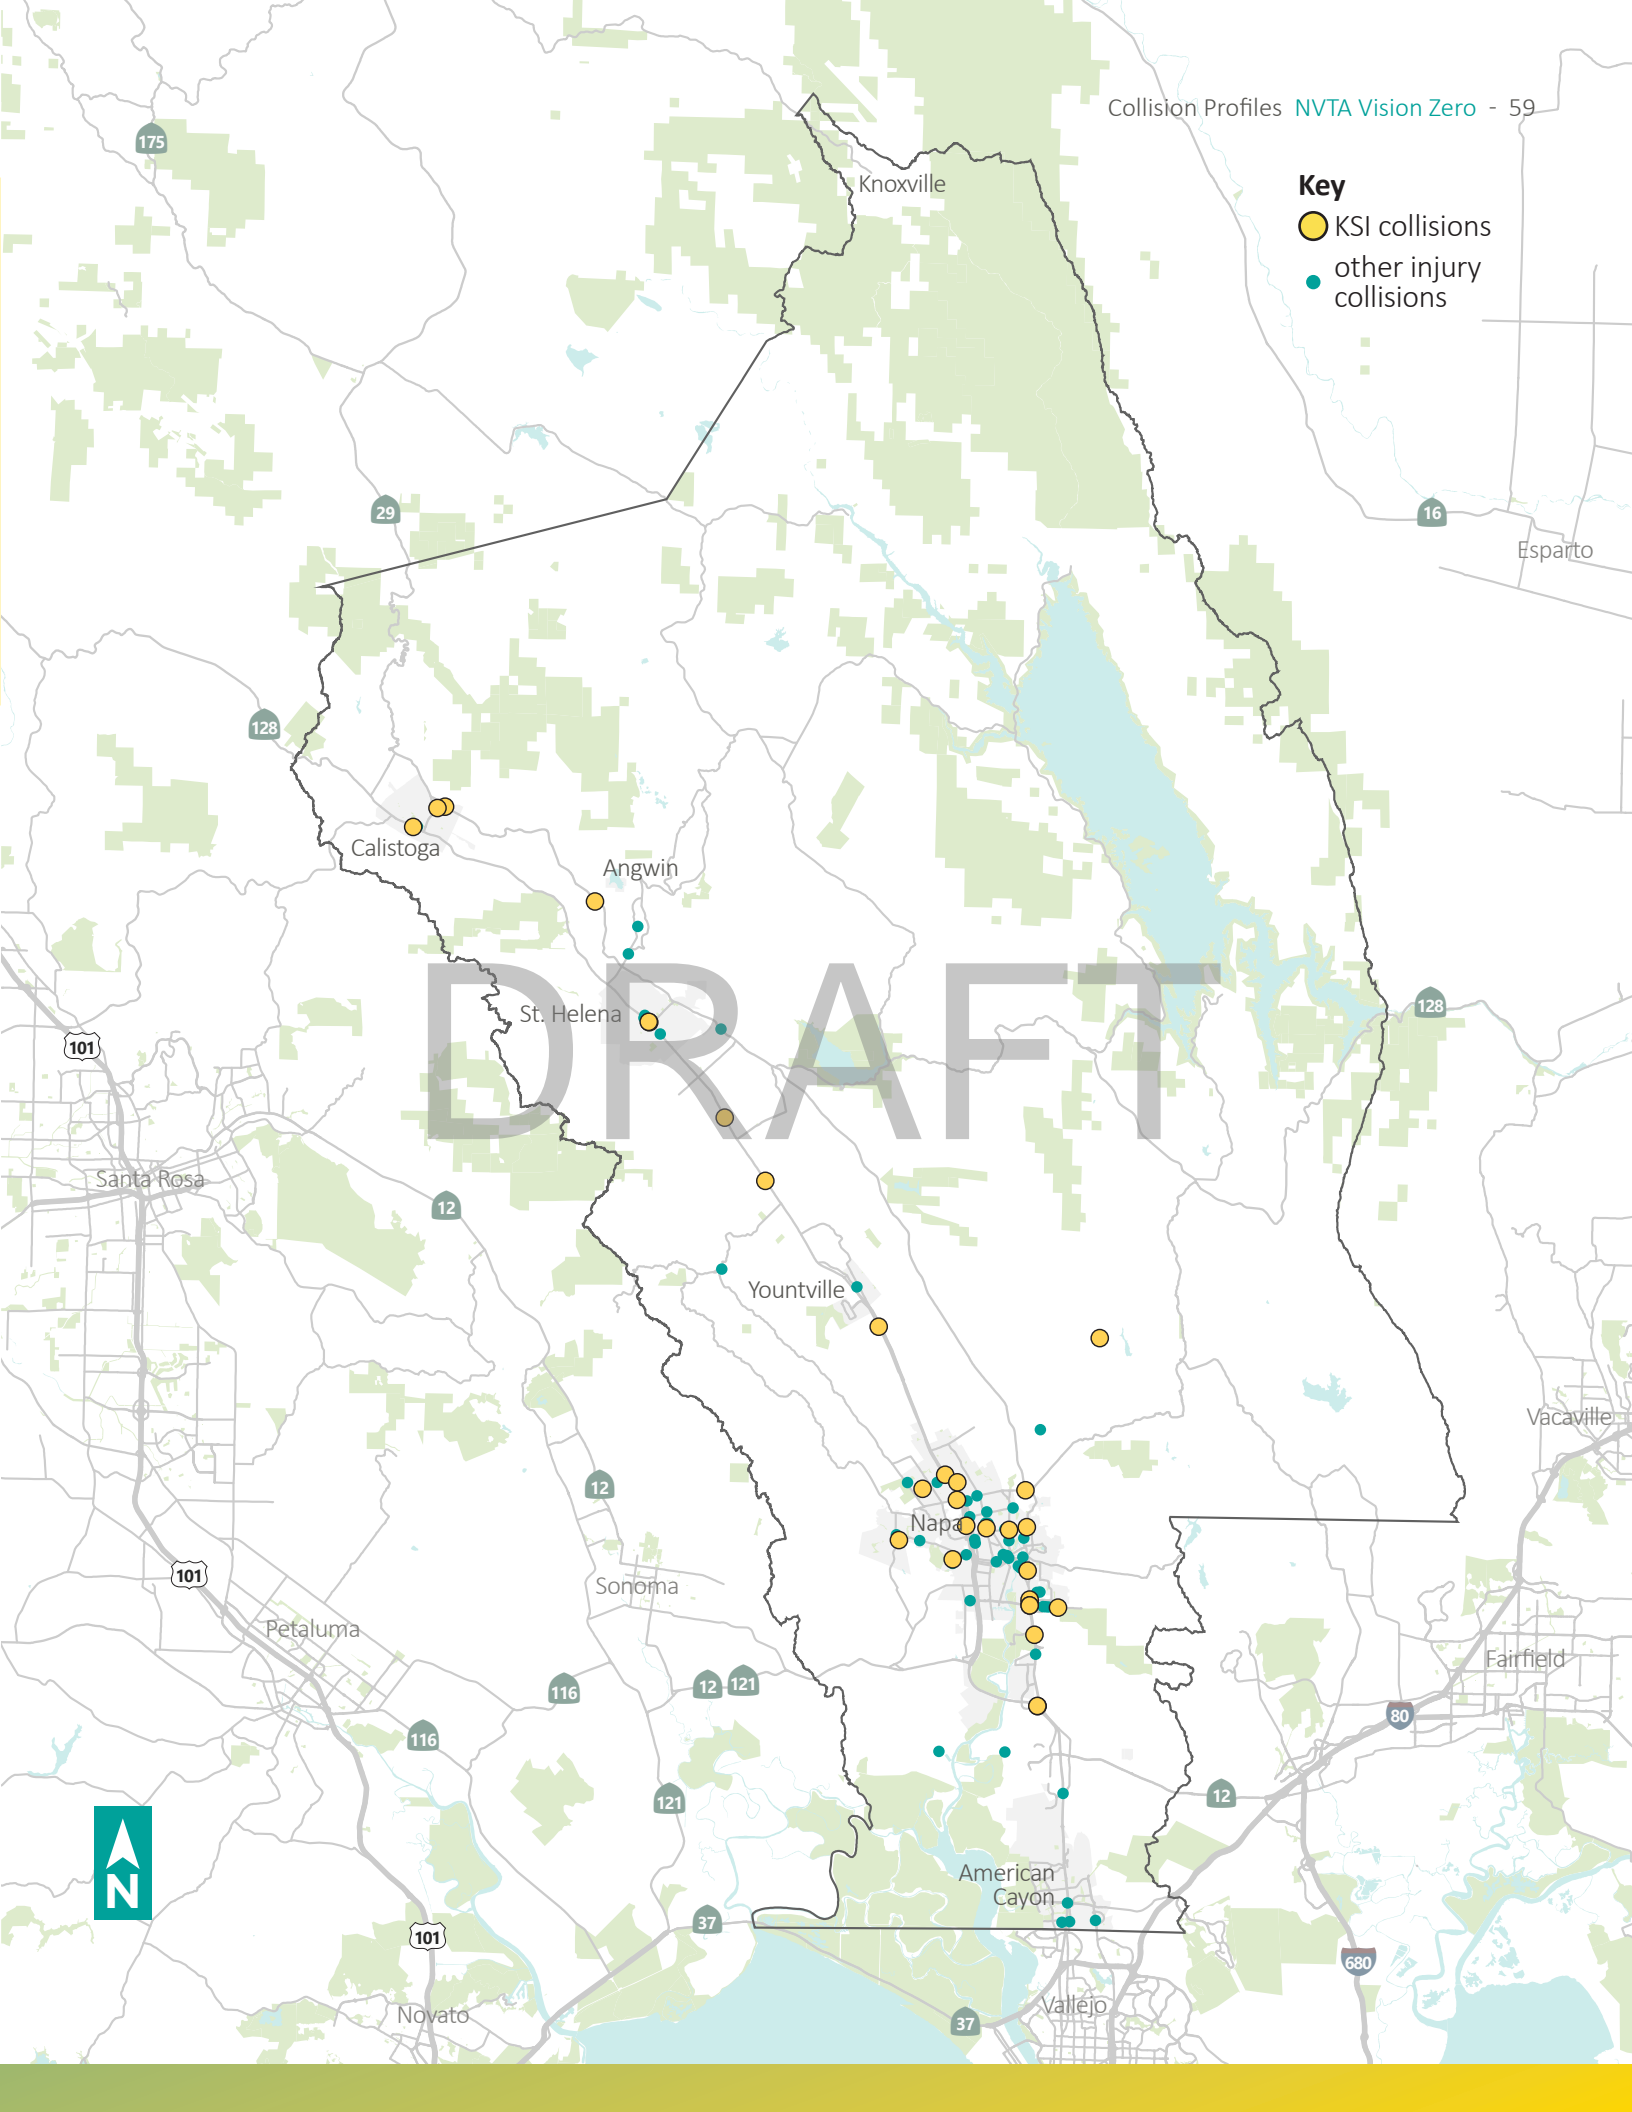 Collision Profiles NVTA Vision Zero - 59
175
Knoxville
Key
KSI collisions
other injury
collisions
29
16
Esparto
128
Calistoga
Angwin
DRAFT
St. Helena
128
101
Santa Rosa
12
Yountville
Vacaville
12
Napa
101
Sonoma
Petaluma
Fairfield
116
12
121
80
116
121
12
American
Cayon
37
101
680
Vallejo
Novato
37
N